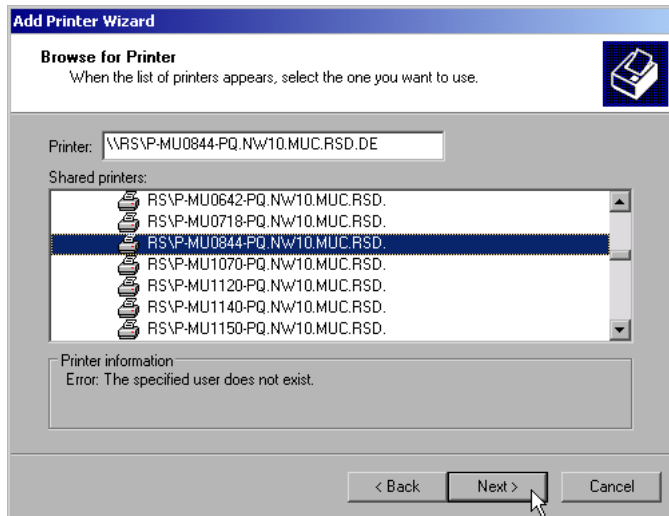 Add Printer Wizard
Browse for Printer
When the list of printers appears, select the one you want to use.
Printer: \\RS\P-MU0844-PQ.NW10.MUC.RSD.DE
Shared printers:
RS\P-MU0642-PQ.NW10.MUC.RSD.
RS\P-MU0718-PQ.NW10.MUC.RSD.
RS\P-MU0844-PQ.NW10.MUC.RSD.
RS\P-MU1070-PQ.NW10.MUC.RSD.
RS\P-MU1120-PQ.NW10.MUC.RSD.
RS\P-MU1140-PQ.NW10.MUC.RSD.
RS\P-MU1150-PQ.NW10.MUC.RSD.
Printer information
Error: The specified user does not exist.
< Back Next > Cancel